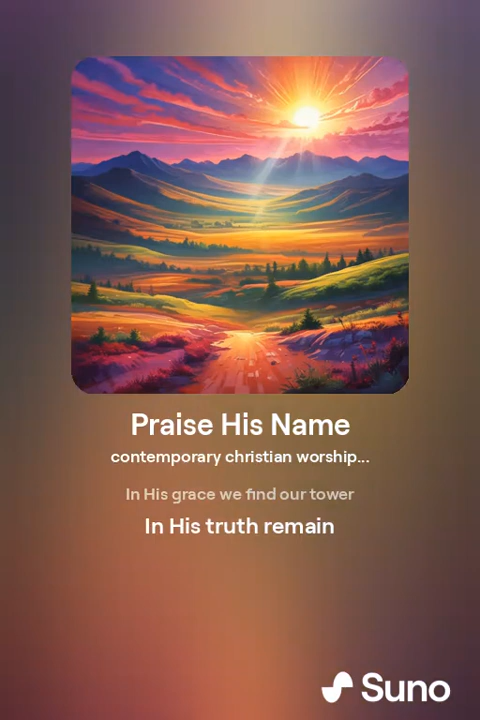 Praise His Name
contemporary christian worship...
In His grace we find our tower
In His truth remain
Suno